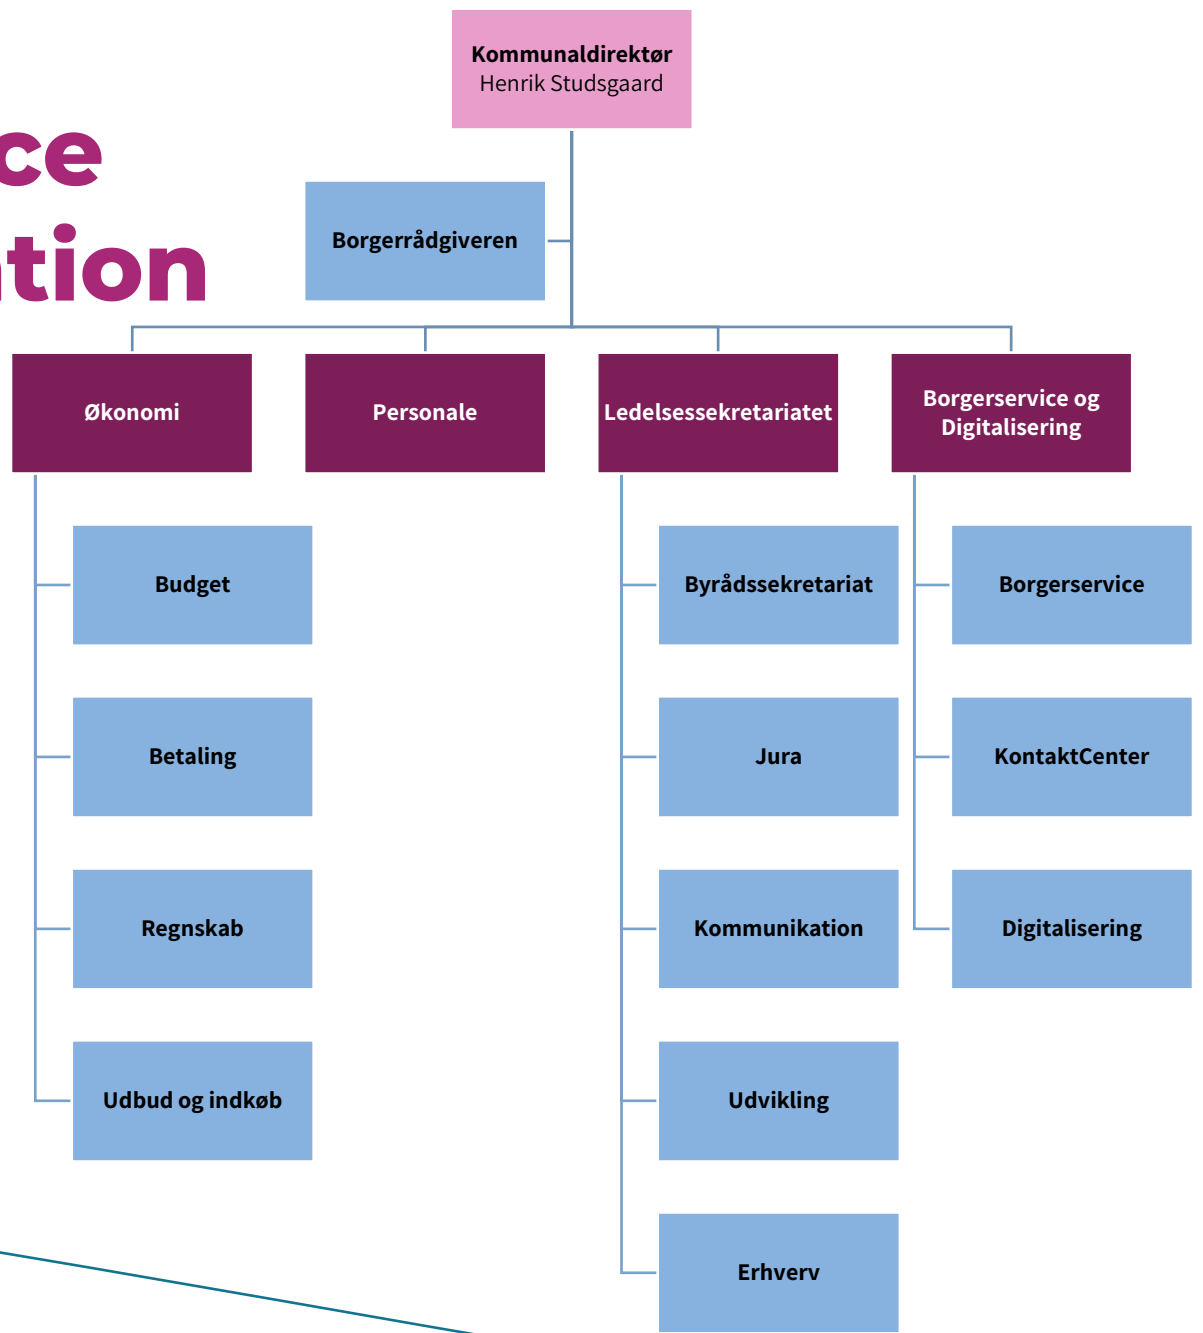 Kommunaldirektør
Henrik Studsgaard
ce
ation
Borgerrådgiveren
Økonomi
Personale
Ledelsessekretariatet
Borgerservice og
Digitalisering
Budget
Byrådssekretariat
Borgerservice
Betaling
Jura
KontaktCenter
Regnskab
Kommunikation
Digitalisering
Udbud og indkøb
Udvikling
Erhverv